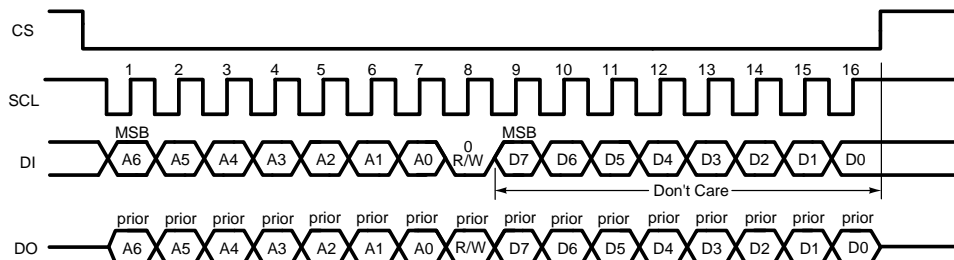 CS
1 2 3 4 5 6 7 8 9 10 11 12 13 14 15 16
SCL
MSB MSB
0
DI A6 A5 A4 A3 A2 A1 A0 R/W D7 D6 D5 D4 D3 D2 D1 D0
Don't Care
prior prior prior prior prior prior prior prior prior prior prior prior prior prior prior prior
DO A6 A5 A4 A3 A2 A1 A0 R/W D7 D6 D5 D4 D3 D2 D1 D0